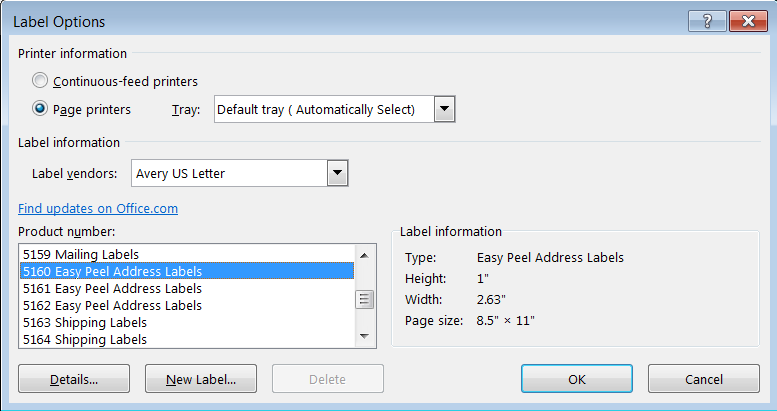 Label Options
Printer information
Continuous-feed printers
Page printers Tray: Default tray ( Automatically Select)
Label information
Label vendors: Avery US Letter
Find updates on Office.com
Product number:
5159 Mailing Labels
5160 Easy Peel Address Labels
5161 Easy Peel Address Labels
5162 Easy Peel Address Labels
5163 Shipping Labels
5164 Shipping Labels
Label information
Type: Easy Peel Address Labels
Height: 1"
Width: 2.63"
Page size: 8.5" × 11"
Details... New Label... Delete OK Cancel